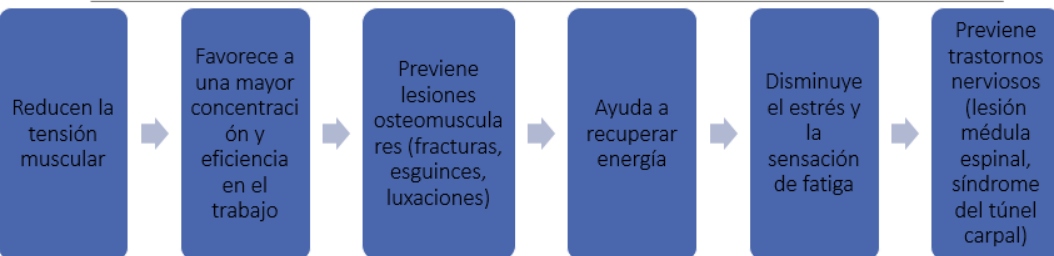 Reducen la
tensión
muscular
Favorece a
una mayor
concentraci
ón y
eficiencia
en el
trabajo
Previene
lesiones
osteomuscula
res (fracturas,
esguinces,
luxaciones)
Ayuda a
recuperar
energía
Disminuye
el estrés y
la
sensación
de fatiga
Previene
trastornos
nerviosos
(lesión
médula
espinal,
síndrome
del túnel
carpal)